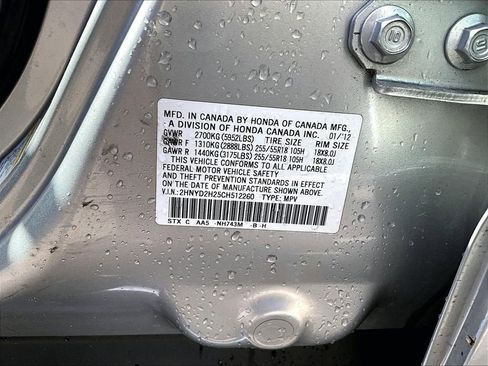 MFD. IN CANADA BY HONDA OF CANADA MFG.,
A DIVISION OF HONDA CANADA INC. 01/'12
GVWR 2700KG(5952LBS) TIRE SIZE RIM SIZE
GAWR F 1310KG(2888LBS) 255/55R18 105H 18X8.0J
GAWR R 1440KG(3175LBS) 255/55R18 105H 18X8.0J
THIS VEHICLE CONFORMS TO ALL APPLICABLE
FEDERAL MOTOR VEHICLE SAFETY
AND THEFT PREVENTION STANDARDS IN EFFECT
ON THE DATE OF MANUFACTURE SHOWN ABOVE.
V.I.N.: 2HNYD2H25CH512260 TYPE: MPV
STX C AA5 -NH743M -B -H
10